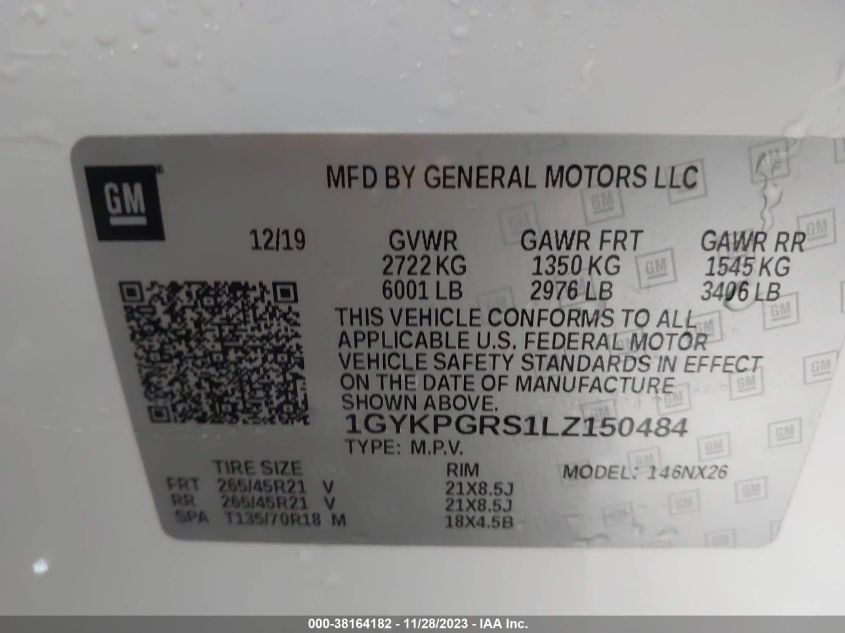 GM
MFD BY GENERAL MOTORS LLC
12/19 GVWR GAWR FRT GAWR RR
2722 KG 1350 KG 1545 KG
6001 LB 2976 LB 3406 LB
THIS VEHICLE CONFORMS TO ALL
APPLICABLE U.S. FEDERAL MOTOR
VEHICLE SAFETY STANDARDS IN EFFECT
ON THE DATE OF MANUFACTURE
SHOWN ABOVE.
1GYKPGRS1LZ150484
TYPE: M.P.V.
TIRE SIZE RIM MODEL: 146NX26
FRT 265/45R21 V 21X8.5J
RR 265/45R21 V 21X8.5J
SPA T135/70R18 M 18X4.5B
000-38164182 - 11/28/2023 - IAA Inc.